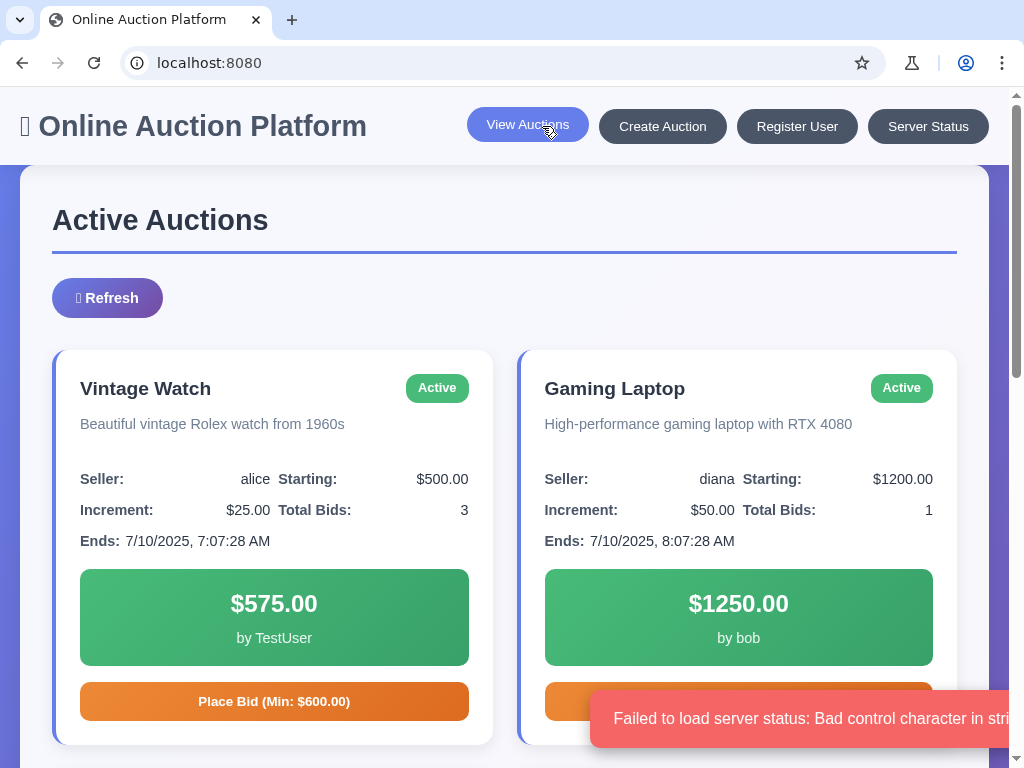 Online Auction Platform
localhost:8080
Online Auction Platform
View Auctions
Create Auction
Register User
Server Status
Active Auctions
Refresh
Vintage Watch
Active
Beautiful vintage Rolex watch from 1960s
Seller: alice Starting: $500.00
Increment: $25.00 Total Bids: 3
Ends: 7/10/2025, 7:07:28 AM
$575.00
by TestUser
Place Bid (Min: $600.00)
Gaming Laptop
Active
High-performance gaming laptop with RTX 4080
Seller: diana Starting: $1200.00
Increment: $50.00 Total Bids: 1
Ends: 7/10/2025, 8:07:28 AM
$1250.00
by bob
Failed to load server status: Bad control character in stri